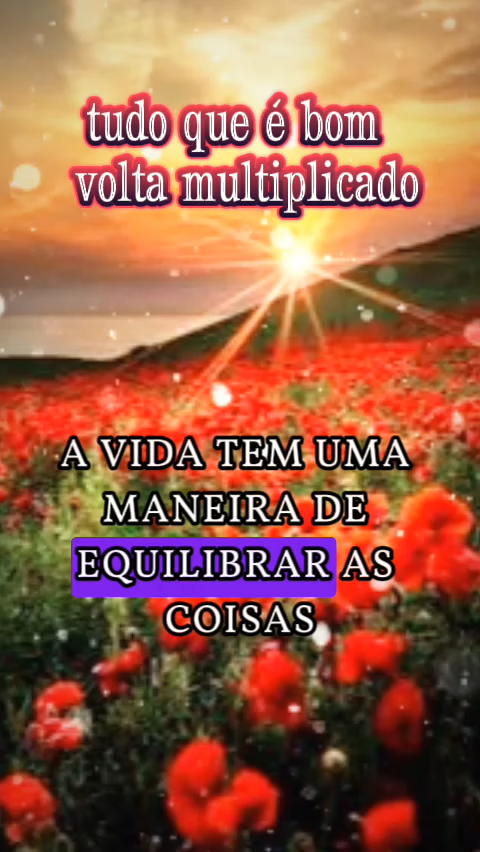 tudo que é bom
volta multiplicado
A VIDA TEM UMA
MANEIRA DE
EQUILIBRAR AS
COISAS